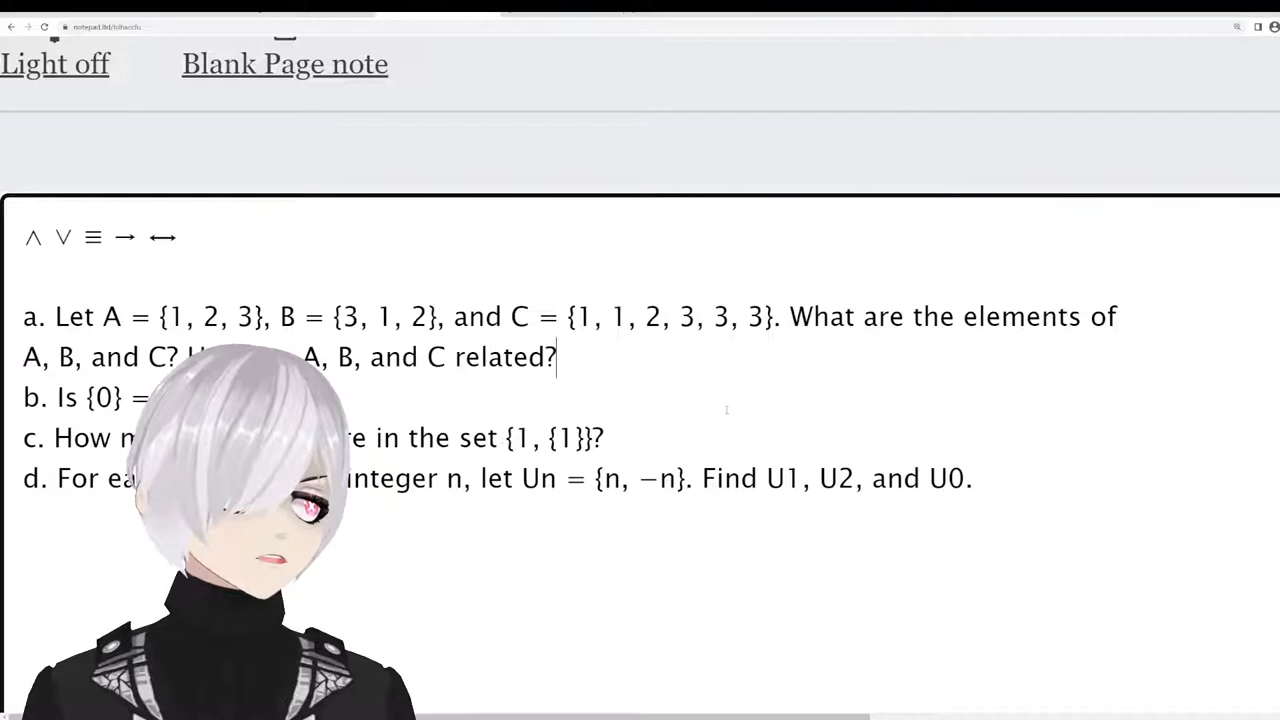 notepad.ltd/
Light off Blank Page note
∧ ∨ ≡ → ↔
a. Let A = {1, 2, 3}, B = {3, 1, 2}, and C = {1, 1, 2, 3, 3, 3}. What are the elements of
A, B, and C? A, B, and C related?
b. Is {0} =
c. How in the set {1, {1}}?
d. For integer n, let Un = {n, −n}. Find U1, U2, and U0.